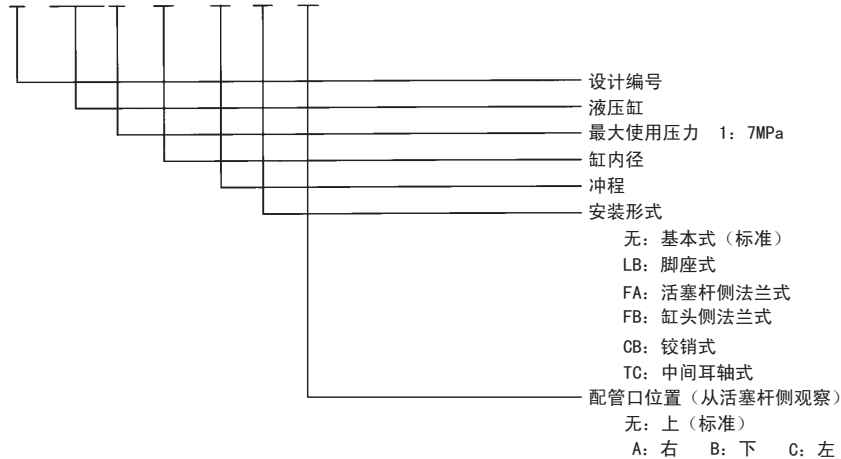 设计编号
液压缸
最大使用压力 1: 7MPa
缸内径
冲程
安装形式
无: 基本式（标准）
LB: 脚座式
FA: 活塞杆侧法兰式
FB: 缸头侧法兰式
CB: 铰销式
TC: 中间耳轴式
配管口位置（从活塞杆侧观察）
无: 上（标准）
A: 右 B: 下 C: 左